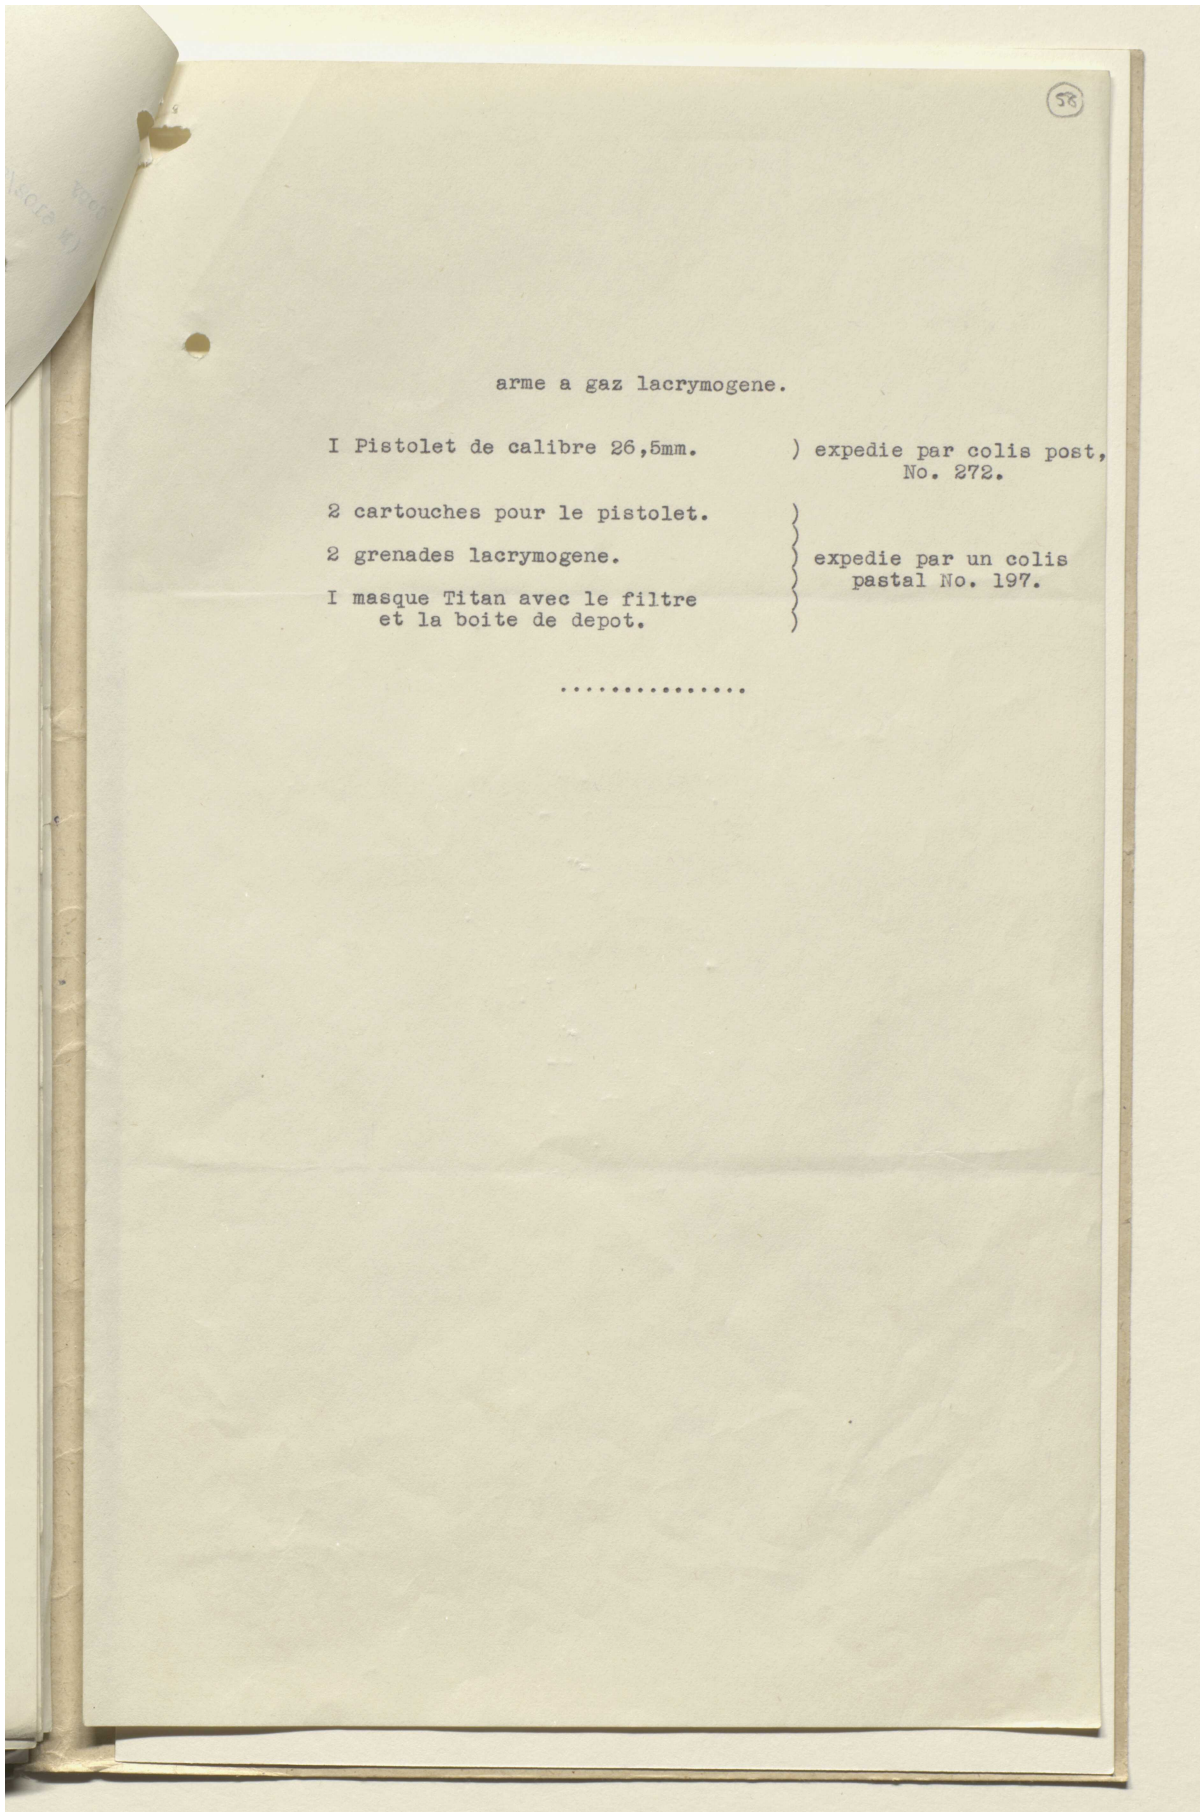 58
arme a gaz lacrymogene.
I Pistolet de calibre 26,5mm. ) expedie par colis post,
No. 272.
2 cartouches pour le pistolet. )
2 grenades lacrymogene. ) expedie par un colis
pastal No. 197.
I masque Titan avec le filtre )
et la boite de depot. )
...............